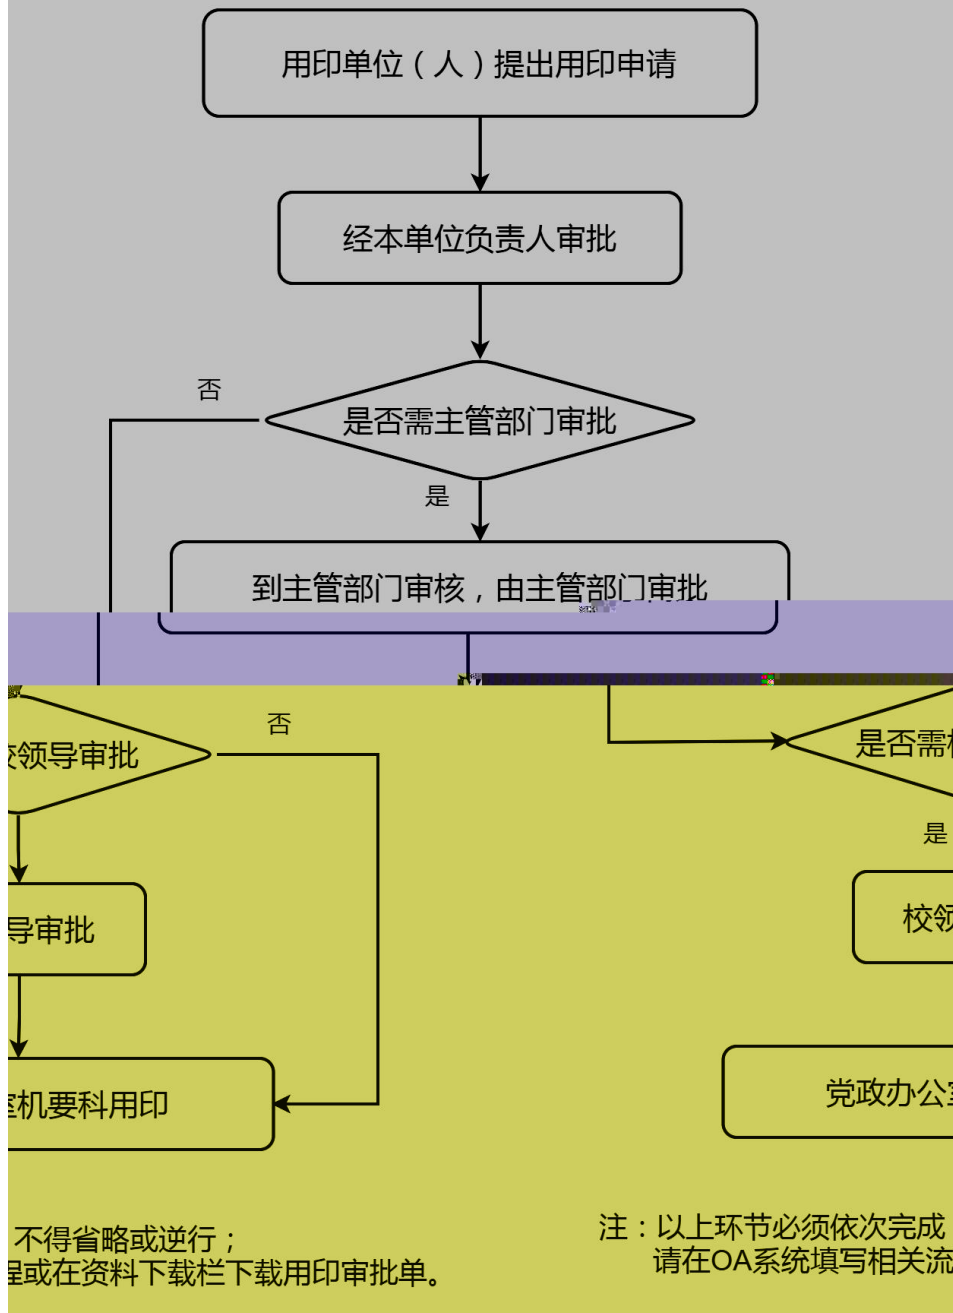 用印单位（人）提出用印申请
经本单位负责人审批
否
是否需主管部门审批
是
到主管部门审核，由主管部门审批
否
领导审批
是否需
是
导审批
校领
机要科用印
党政办公
不得省略或逆行；
注：以上环节必须依次完成
程或在资料下载栏下载用印审批单。
请在OA系统填写相关流